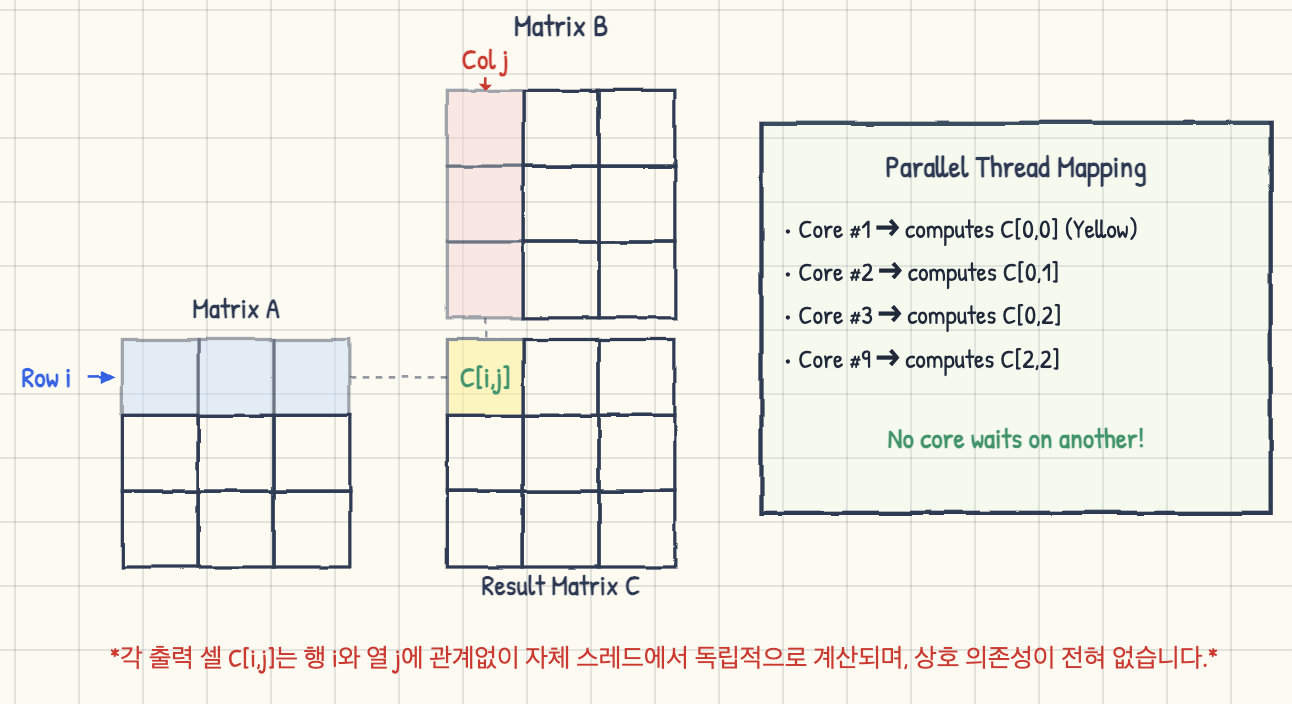 Matrix B
Col j
Matrix A
Row i
C[i,j]
Result Matrix C
Parallel Thread Mapping
• Core #1 → computes C[0,0] (Yellow)
• Core #2 → computes C[0,1]
• Core #3 → computes C[0,2]
• Core #9 → computes C[2,2]
No core waits on another!
*각 출력 셀 C[i,j]는 행 i와 열 j에 관계없이 자체 스레드에서 독립적으로 계산되며, 상호 의존성이 전혀 없습니다.*